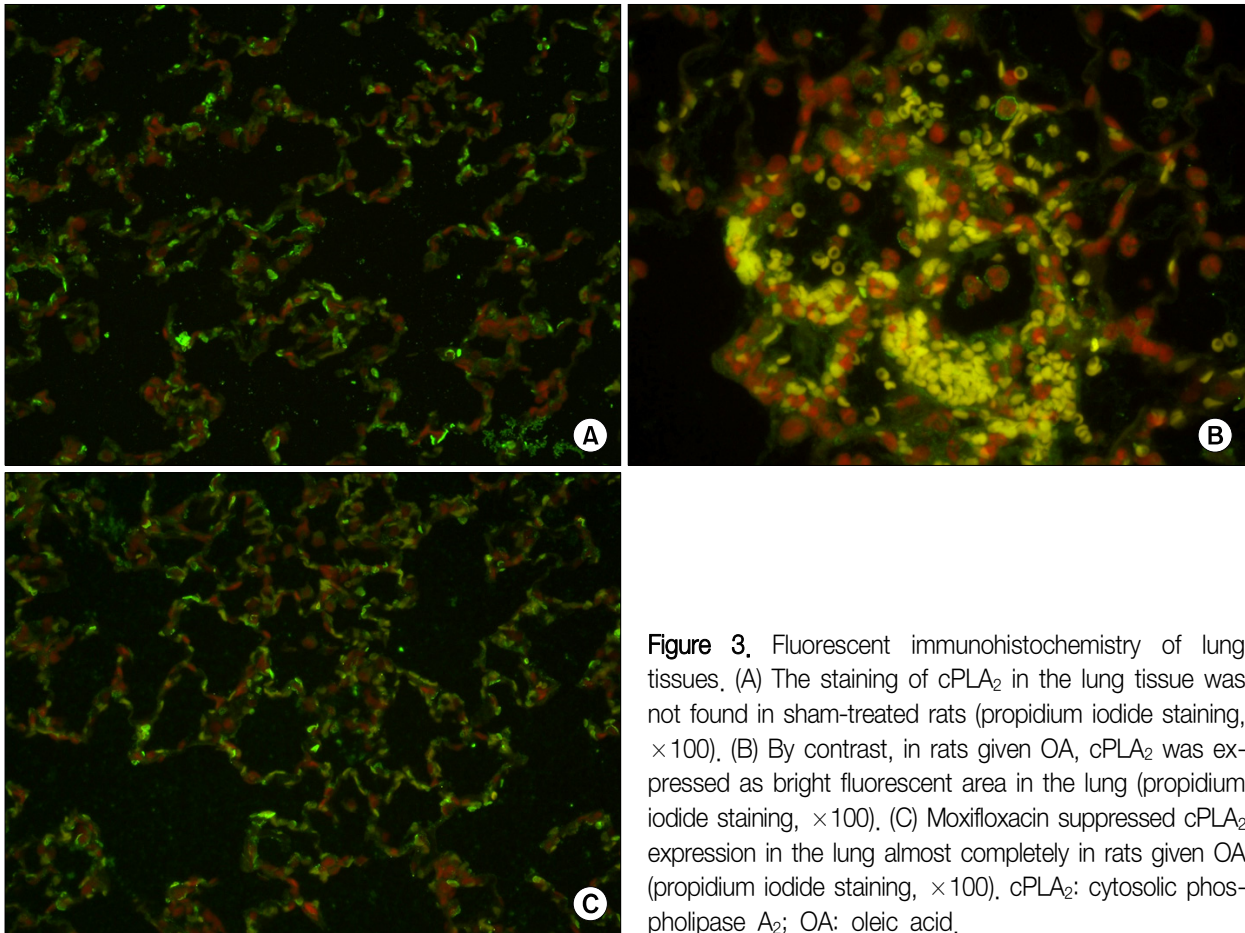 A
B
C
Figure 3. Fluorescent immunohistochemistry of lung
tissues. (A) The staining of cPLA₂ in the lung tissue was
not found in sham-treated rats (propidium iodide staining,
×100). (B) By contrast, in rats given OA, cPLA₂ was ex-
pressed as bright fluorescent area in the lung (propidium
iodide staining, ×100). (C) Moxifloxacin suppressed cPLA₂
expression in the lung almost completely in rats given OA
(propidium iodide staining, ×100). cPLA₂: cytosolic phos-
pholipase A₂; OA: oleic acid.